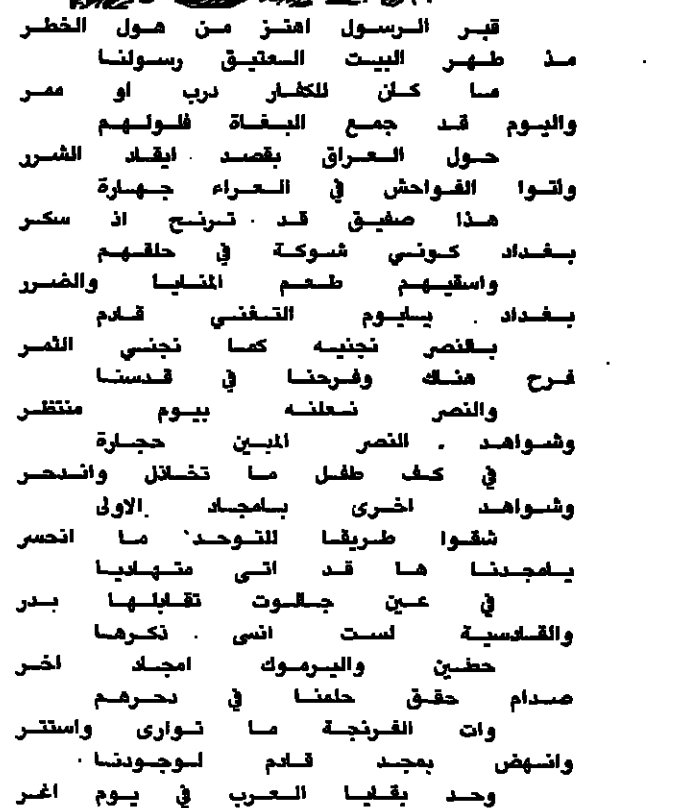 قبر الرسول اهتز من هول الخطر
مذ طهر البيت العتيق رسولنا
ما كان للكفار درب او ممر
واليوم قد جمع البغاة فلولهم
حول العراق بقصد ايقاد الشرر
وأتوا الفواحش في العراء جهارة
هذا صفيق قد ترنح اذ سكر
بغداد كوني شوكة في حلقهم
واسقيهم طعم المنايا والضرر
بغداد يايوم التغني قادم
بالنصر نجنيه كما نجني الثمر
فرح هناك وفرحنا في قدسنا
والنصر نعلنه بيوم منتظر
وشواهد النصر المبين حجارة
في كف طفل ما تخاذل واندحر
وشواهد اخرى بامجاد الاولى
شقوا طريقا للتوحد ما انحسر
يامجدنا ها قد اتى متهاديا
في عين جالوت تقابلها بدر
والقادسية لست انسى ذكرها
حطين واليرموك امجاد اخر
صدام حقق حلمنا في دحرهم
وات الفرنجة ما توارى واستتر
وانهض بمجد قادم لوجودنا
وحد بقايا العرب في يوم اغر